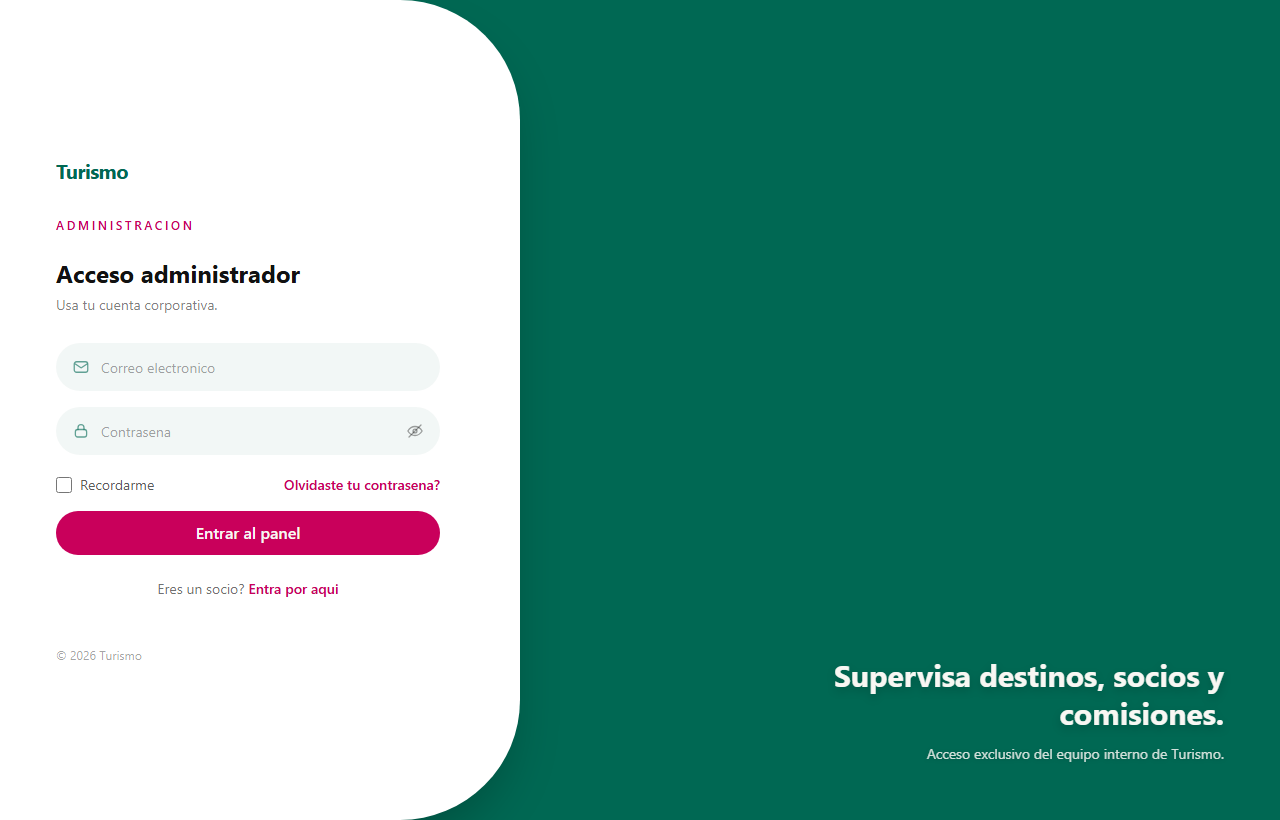 Turismo
ADMINISTRACION
Acceso administrador
Usa tu cuenta corporativa.
Correo electronico
Contrasena
Recordarme
Olvidaste tu contrasena?
Entrar al panel
Eres un socio? Entra por aqui
© 2026 Turismo
Supervisa destinos, socios y
comisiones.
Acceso exclusivo del equipo interno de Turismo.